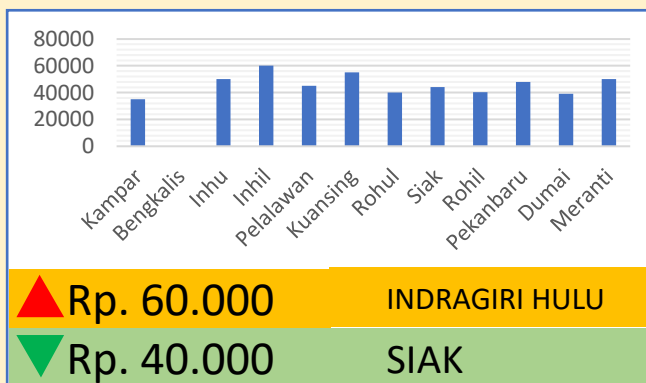 80000
60000
40000
20000
0
Kampar
Bengkalis
Inhu
Inhil
Pelalawan
Kuansing
Rohul
Siak
Rohil
Pekanbaru
Dumai
Meranti
Rp. 60.000 INDRAGIRI HULU
Rp. 40.000 SIAK